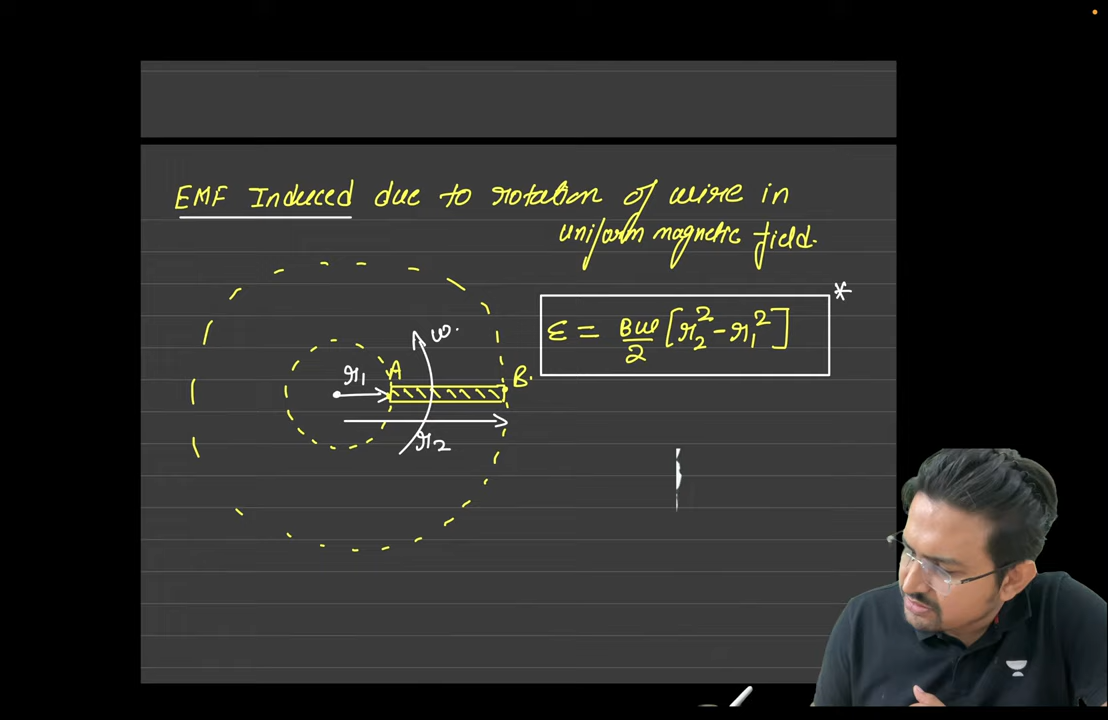 EMF Induced due to rotation of wire in
uniform magnetic field.
ε = Bω/2 [r₂² - r₁²] *
ω.
r₁ A B.
r₂